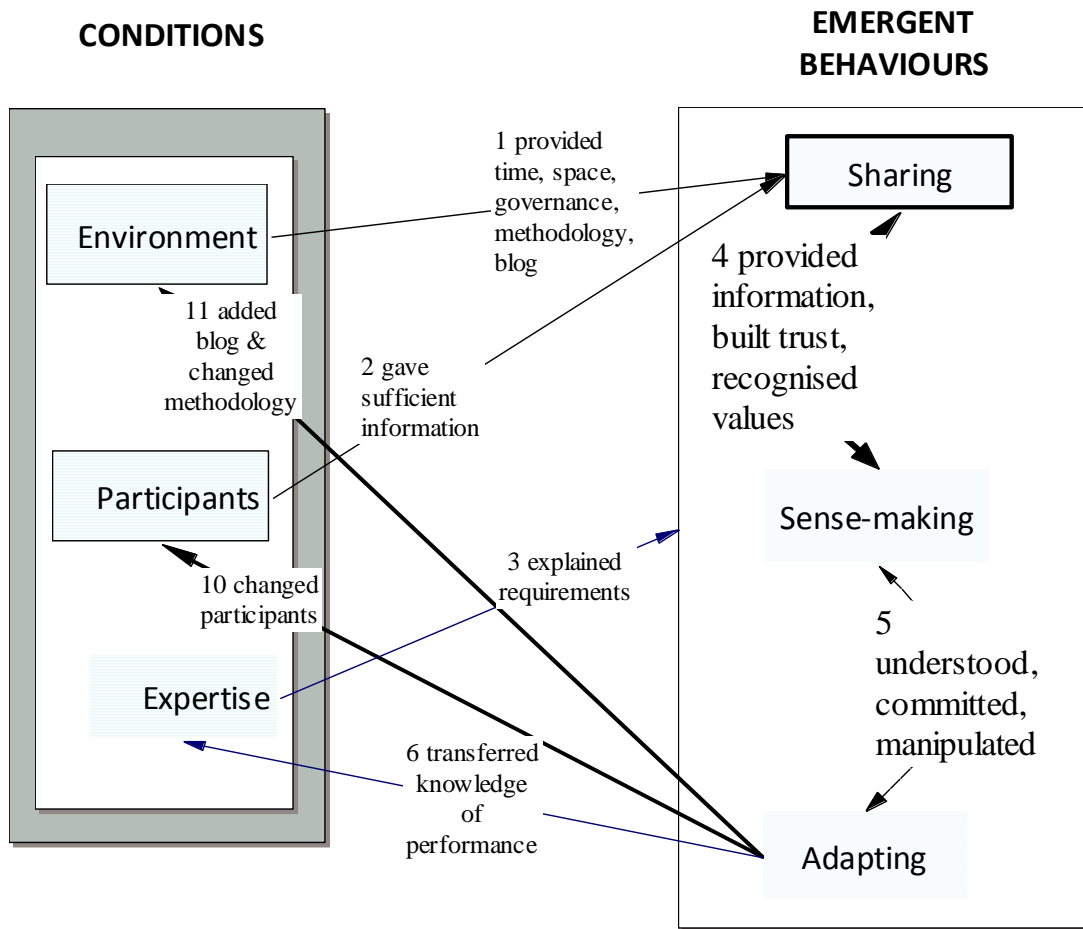 CONDITIONS
EMERGENT
BEHAVIOURS
1 provided
time, space,
governance,
methodology,
blog
Sharing
Environment
4 provided
information,
built trust,
recognised
values
11 added
blog &
changed
methodology
2 gave
sufficient
information
Participants
Sense-making
3 explained
requirements
10 changed
participants
5
understood,
committed,
manipulated
Expertise
6 transferred
knowledge
of
performance
Adapting